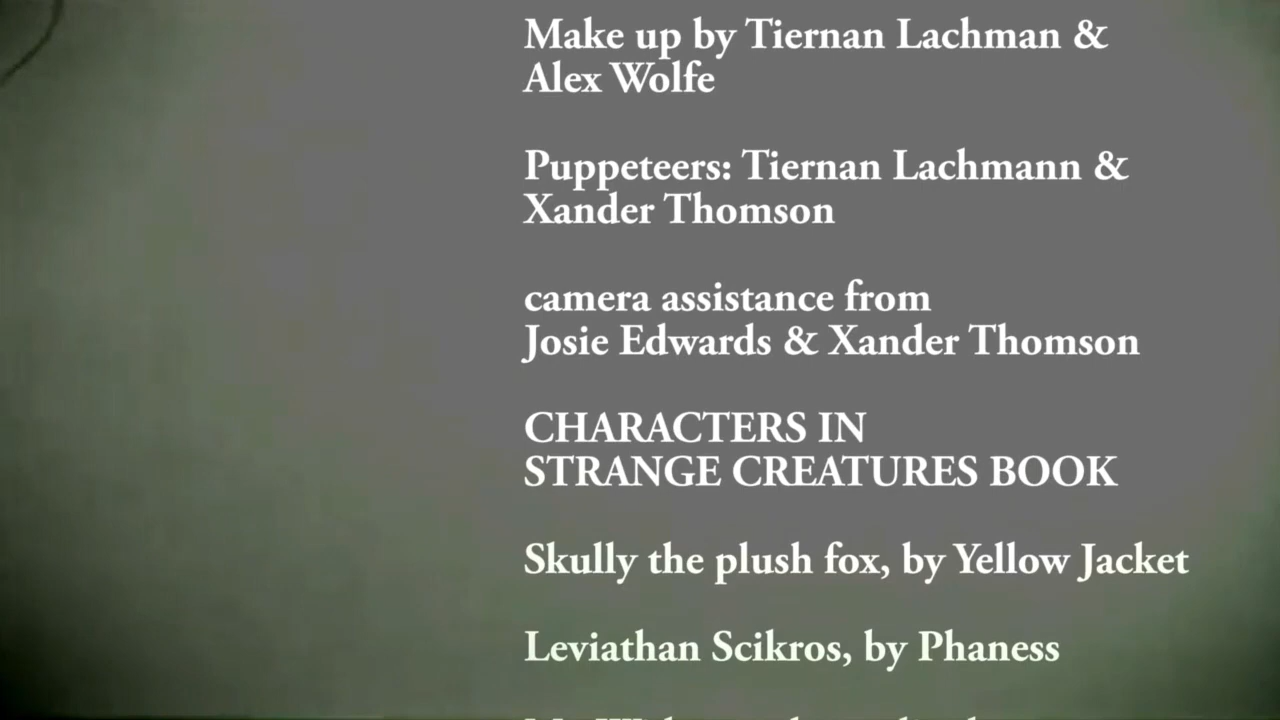 Make up by Tiernan Lachman &
Alex Wolfe
Puppeteers: Tiernan Lachmann &
Xander Thomson
camera assistance from
Josie Edwards & Xander Thomson
CHARACTERS IN
STRANGE CREATURES BOOK
Skully the plush fox, by Yellow Jacket
Leviathan Scikros, by Phaness